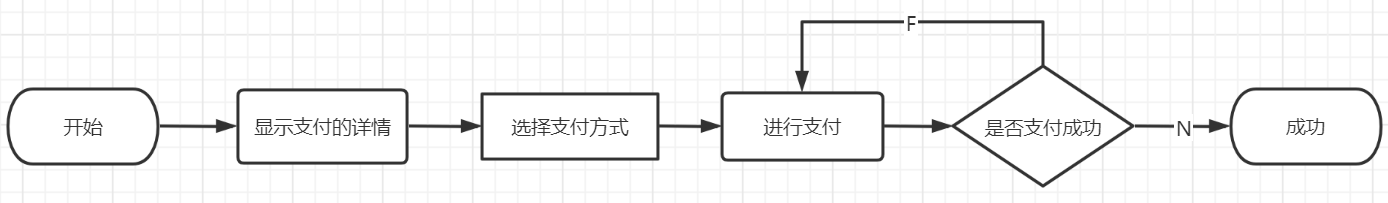 F
开始
显示支付的详情
选择支付方式
进行支付
是否支付成功
N
成功